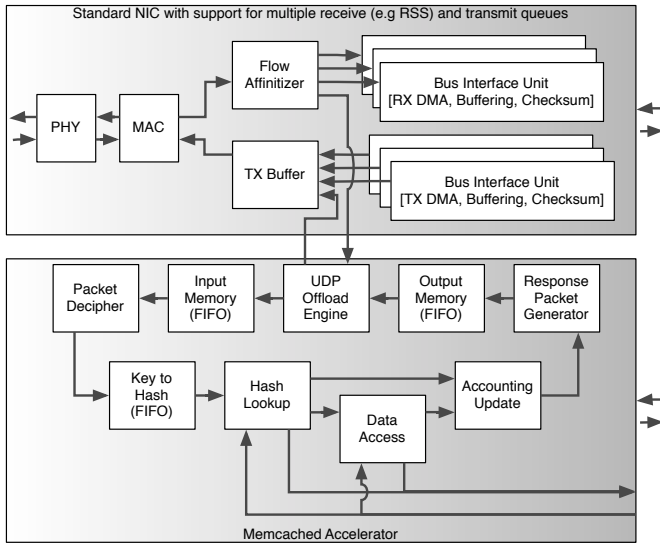 Standard NIC with support for multiple receive (e.g RSS) and transmit queues
Flow
Affinitizer
Bus Interface Unit
[RX DMA, Buffering, Checksum]
PHY
MAC
TX Buffer
Bus Interface Unit
[TX DMA, Buffering, Checksum]
Packet
Decipher
Input
Memory
(FIFO)
UDP
Offload
Engine
Output
Memory
(FIFO)
Response
Packet
Generator
Key to
Hash
(FIFO)
Hash
Lookup
Data
Access
Accounting
Update
Memcached Accelerator